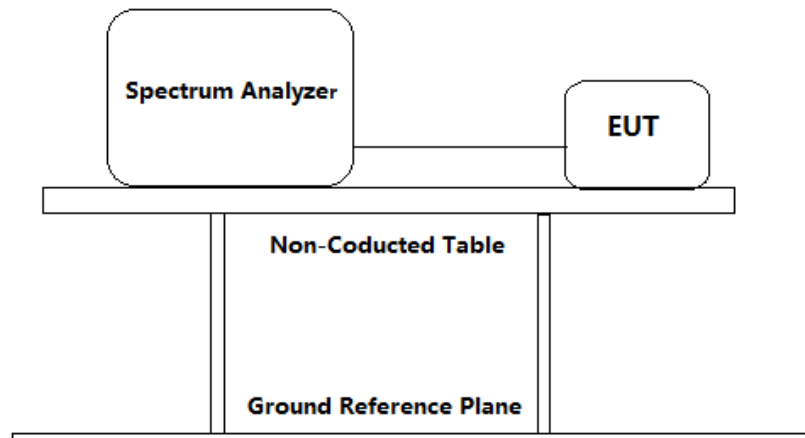 Spectrum Analyzer
EUT
Non-Coducted Table
Ground Reference Plane